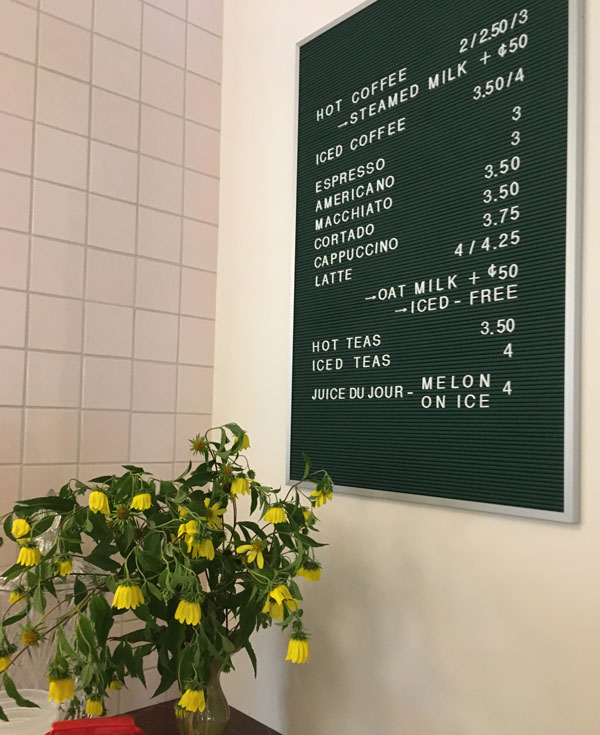 HOT COFFEE 2/2.50/3
→STEAMED MILK + ¢50
ICED COFFEE 3.50/4
ESPRESSO 3
AMERICANO 3
MACCHIATO 3.50
CORTADO 3.50
CAPPUCCINO 3.75
LATTE 4/4.25
→OAT MILK + ¢50
→ICED-FREE
HOT TEAS 3.50
ICED TEAS 4
JUICE DU JOUR- MELON 4
ON ICE